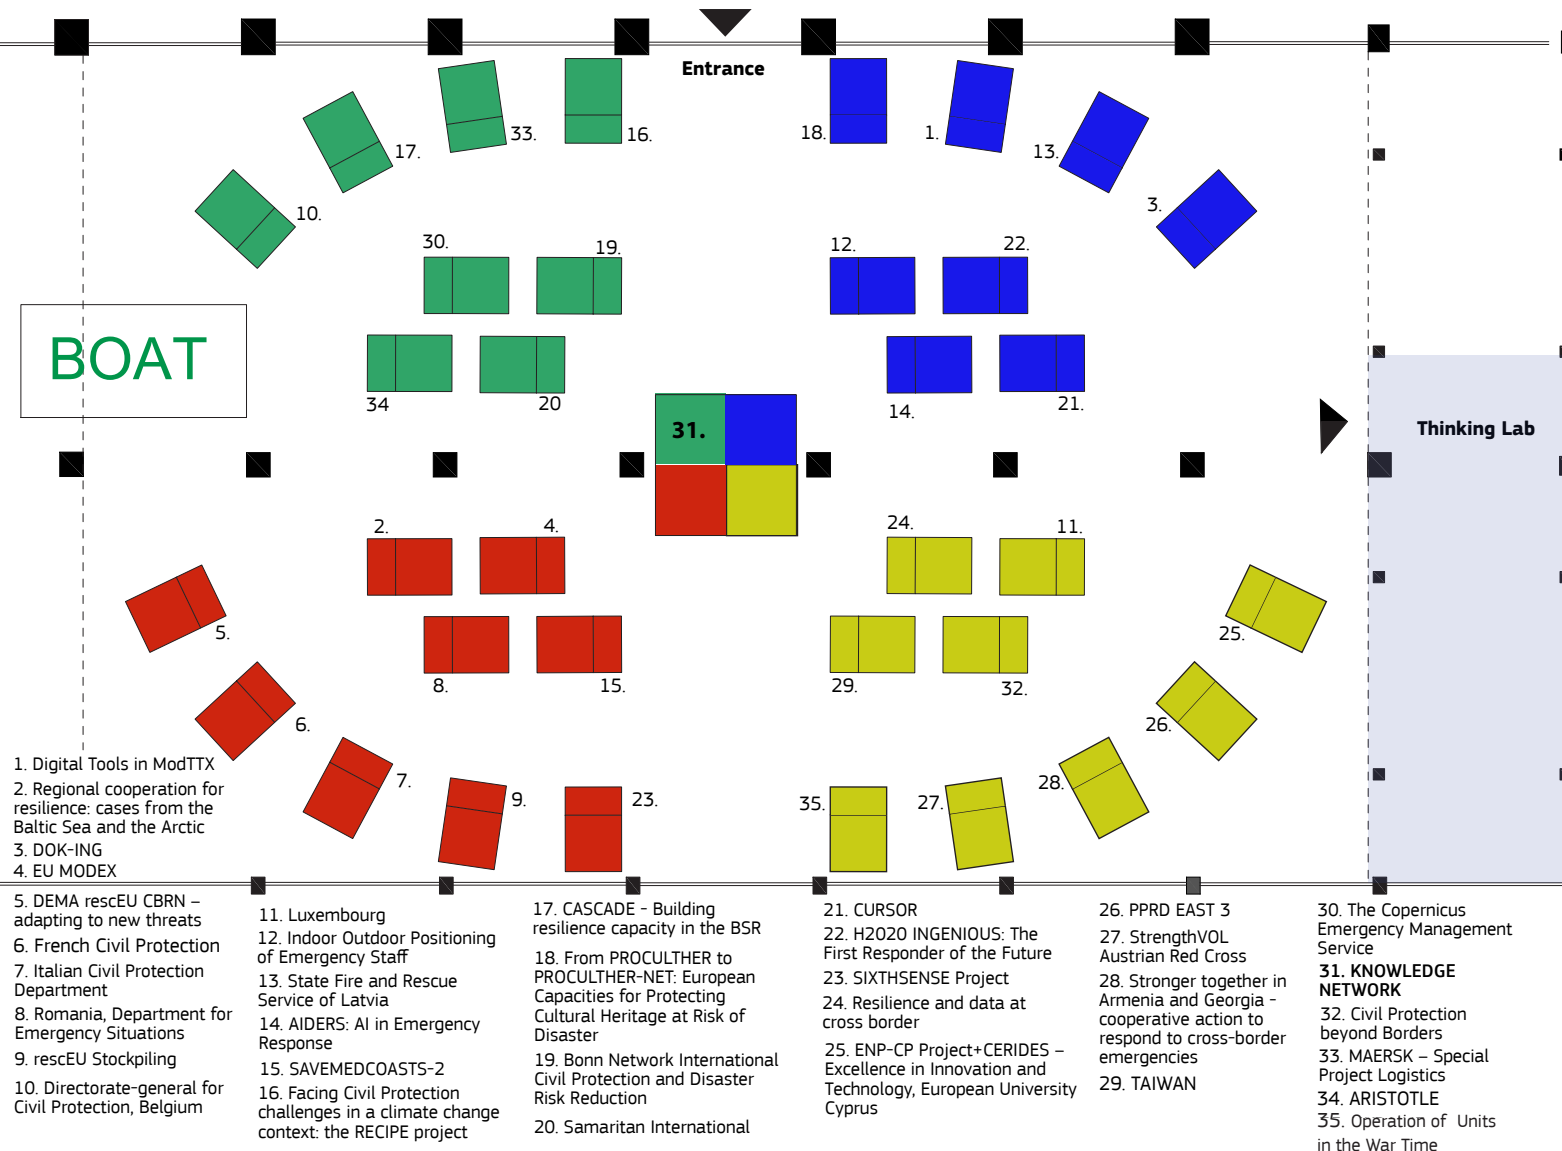 Entrance
33.
16.
18.
1.
17.
13.
10.
3.
30.
19.
12.
22.
BOAT
34
20
14.
21.
31.
Thinking Lab
2.
4.
24.
11.
5.
25.
8.
15.
29.
32.
6.
26.
7.
9.
23.
35.
27.
28.
1. Digital Tools in ModTTX
2. Regional cooperation for
resilience: cases from the
Baltic Sea and the Arctic
3. DOK-ING
4. EU MODEX
5. DEMA rescEU CBRN –
adapting to new threats
6. French Civil Protection
7. Italian Civil Protection
Department
8. Romania, Department for
Emergency Situations
9. rescEU Stockpiling
10. Directorate-general for
Civil Protection, Belgium
11. Luxembourg
12. Indoor Outdoor Positioning
of Emergency Staff
13. State Fire and Rescue
Service of Latvia
14. AIDERS: AI in Emergency
Response
15. SAVEMEDCOASTS-2
16. Facing Civil Protection
challenges in a climate change
context: the RECIPE project
17. CASCADE - Building
resilience capacity in the BSR
18. From PROCULTHER to
PROCULTHER-NET: European
Capacities for Protecting
Cultural Heritage at Risk of
Disaster
19. Bonn Network International
Civil Protection and Disaster
Risk Reduction
20. Samaritan International
21. CURSOR
22. H2020 INGENIOUS: The
First Responder of the Future
23. SIXTHSENSE Project
24. Resilience and data at
cross border
25. ENP-CP Project+CERIDES –
Excellence in Innovation and
Technology, European University
Cyprus
26. PPRD EAST 3
27. StrengthVOL
Austrian Red Cross
28. Stronger together in
Armenia and Georgia -
cooperative action to
respond to cross-border
emergencies
29. TAIWAN
30. The Copernicus
Emergency Management
Service
31. KNOWLEDGE
NETWORK
32. Civil Protection
beyond Borders
33. MAERSK – Special
Project Logistics
34. ARISTOTLE
35. Operation of Units
in the War Time